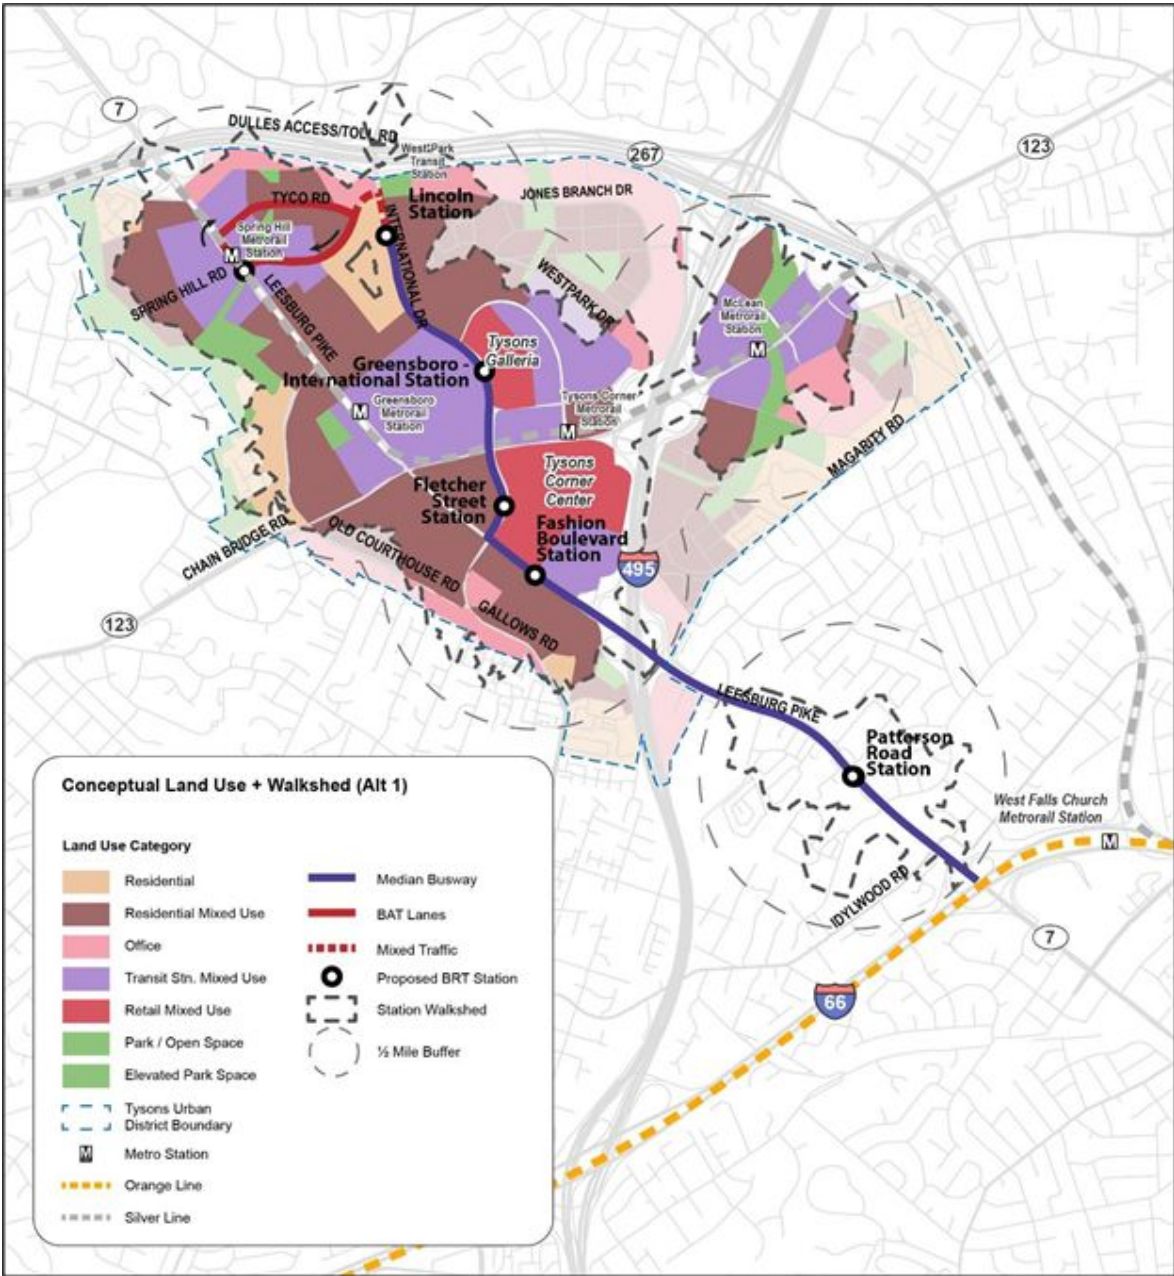 7
DULLES ACCESS/TOLL RD
267
123
West*Park
Transit
Station
TYCO RD
Lincoln
Station
JONES BRANCH DR
INTERNATIONAL DR
Spring Hill
Metrorail
Station
M
SPRING HILL RD
LEESBURG PIKE
WESTPARK DR
McLean
Metrorail
Station
M
Tysons
Galleria
Greensboro -
International Station
Greensboro
Metrorail
Station
M
Tysons Corner
Metrorail
Station
M
MAGARITY RD
Tysons
Corner
Center
Fletcher
Street
Station
Fashion
Boulevard
Station
CHAIN BRIDGE RD
OLD COURTHOUSE RD
495
GALLOWS RD
123
LEESBURG PIKE
Patterson
Road
Station
West Falls Church
Metrorail Station
M
IDYLWOOD RD
7
66
Conceptual Land Use + Walkshed (Alt 1)
Land Use Category
Residential
Residential Mixed Use
Office
Transit Stn. Mixed Use
Retail Mixed Use
Park / Open Space
Elevated Park Space
Tysons Urban
District Boundary
M
Metro Station
Orange Line
Silver Line
Median Busway
BAT Lanes
Mixed Traffic
Proposed BRT Station
Station Walkshed
½ Mile Buffer